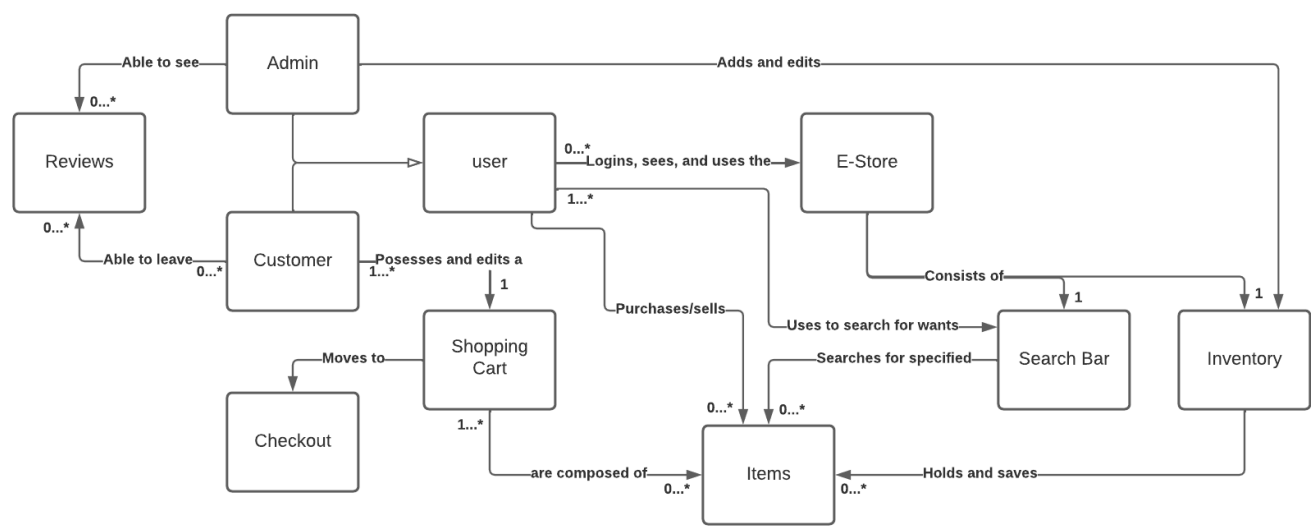 Admin
Able to see
Adds and edits
0...*
Reviews
user
0...*
Logins, sees, and uses the
E-Store
1...*
0...*
Able to leave
0...*
Customer
1...*
Posesses and edits a
1
Consists of
1
1
Purchases/sells
Uses to search for wants
Shopping
Cart
Moves to
Searches for specified
Search Bar
Inventory
0...*
0...*
1...*
Checkout
are composed of
0...*
Items
Holds and saves
0...*